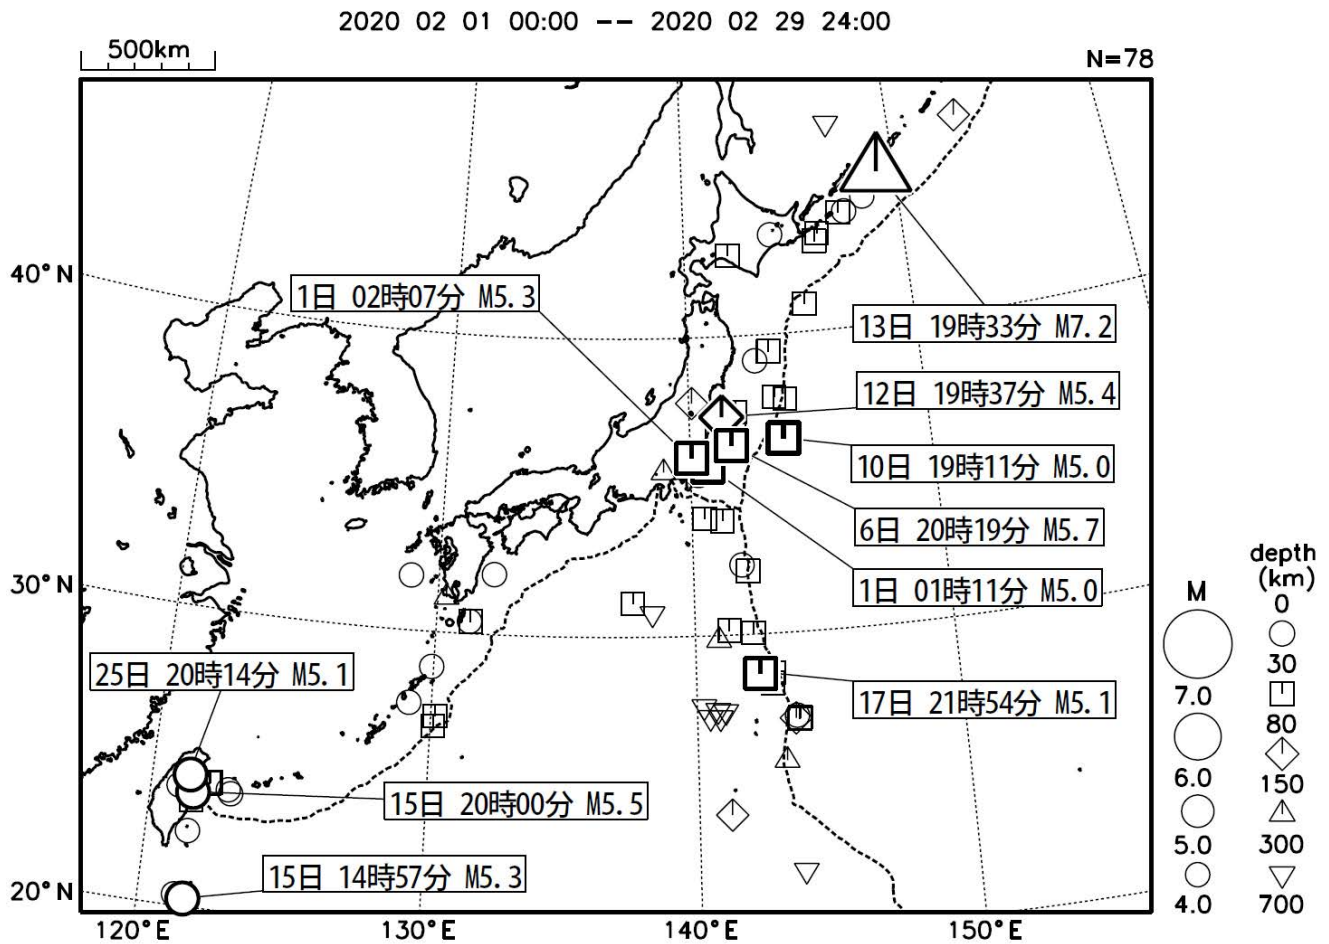 2020 02 01 00:00 -- 2020 02 29 24:00
500km
N=78
40°N
1日 02時07分 M5.3
13日 19時33分 M7.2
12日 19時37分 M5.4
10日 19時11分 M5.0
6日 20時19分 M5.7
30°N
1日 01時11分 M5.0
25日 20時14分 M5.1
17日 21時54分 M5.1
15日 20時00分 M5.5
15日 14時57分 M5.3
20°N
120°E
130°E
140°E
150°E
M
7.0
6.0
5.0
4.0
depth
(km)
0
30
80
150
300
700